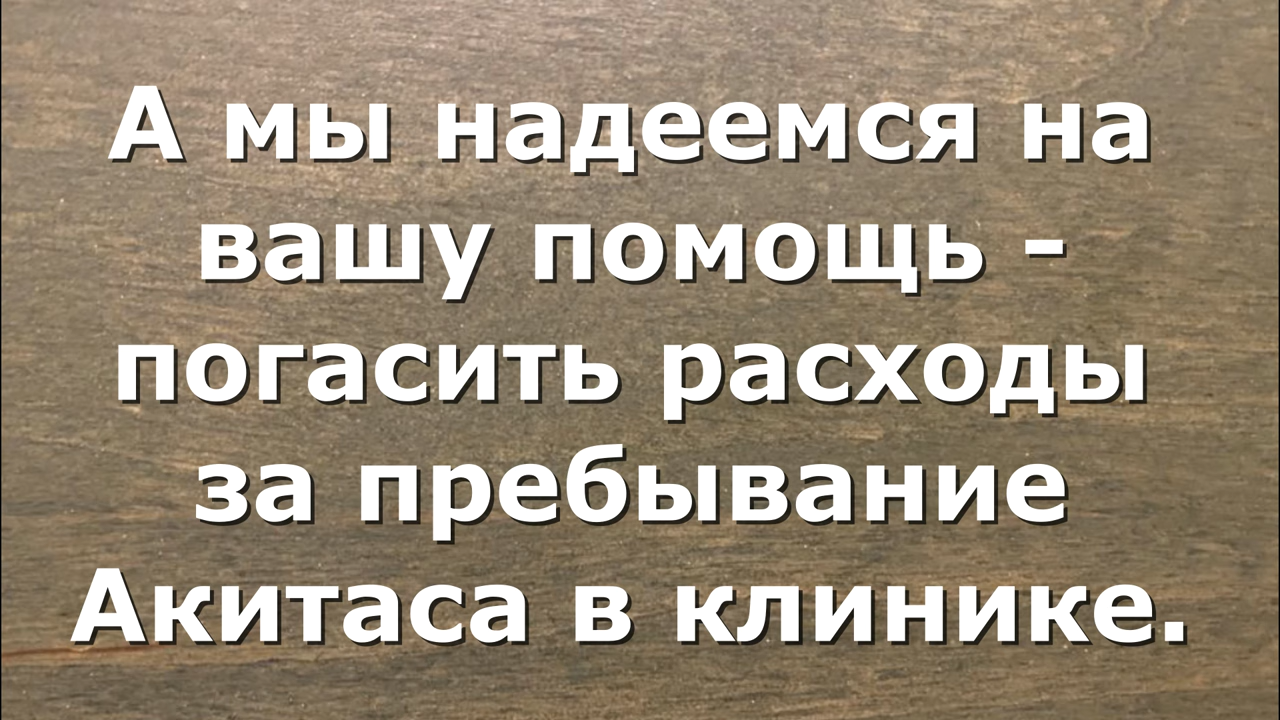 А мы надеемся на
вашу помощь -
погасить расходы
за пребывание
Акитаса в клинике.